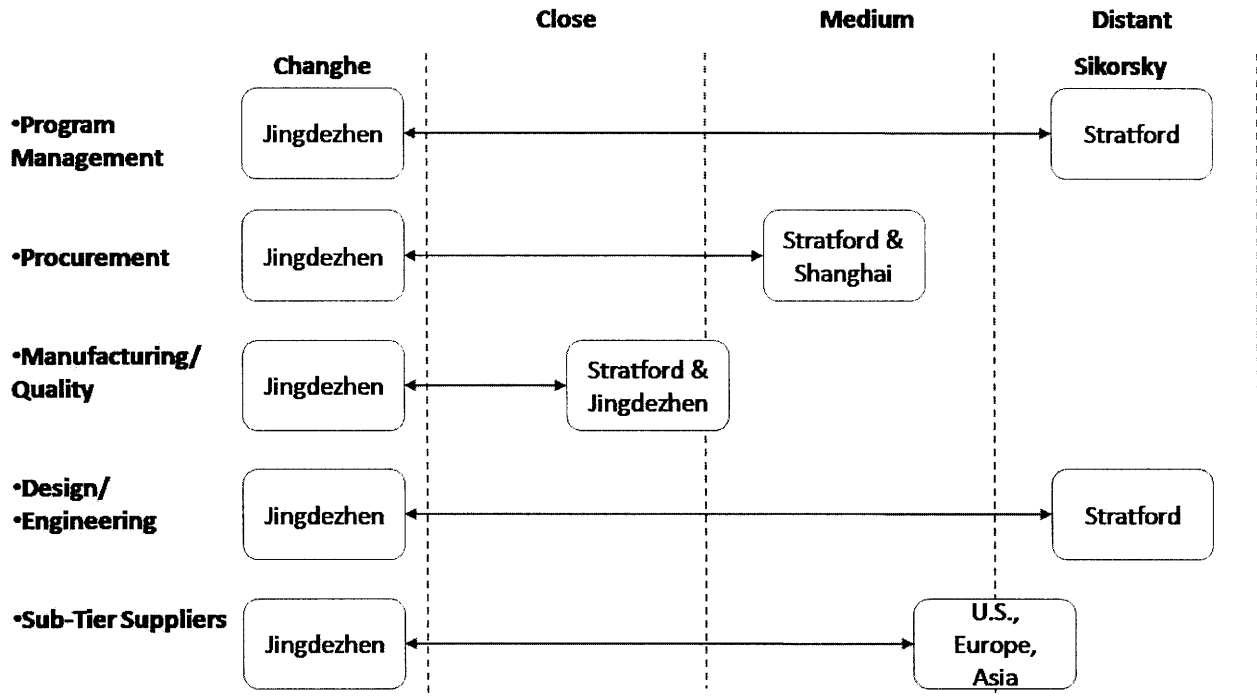 Close Medium Distant
Changhe Sikorsky
•Program
Management
Jingdezhen
Stratford
•Procurement
Jingdezhen
Stratford &
Shanghai
•Manufacturing/
Quality
Jingdezhen
Stratford &
Jingdezhen
•Design/
•Engineering
Jingdezhen
Stratford
•Sub-Tier Suppliers
Jingdezhen
U.S.,
Europe,
Asia